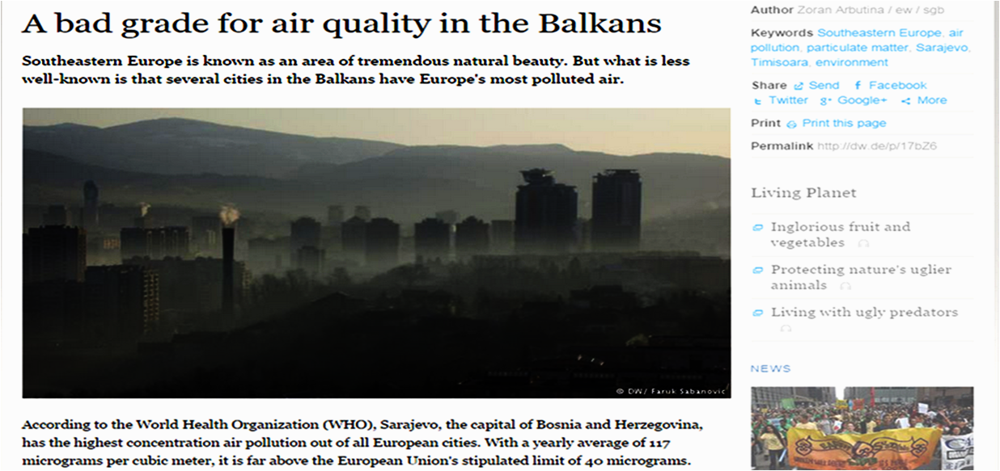 A bad grade for air quality in the Balkans
Southeastern Europe is known as an area of tremendous natural beauty. But what is less
well-known is that several cities in the Balkans have Europe's most polluted air.
© DW/ Faruk Sabanovic
According to the World Health Organization (WHO), Sarajevo, the capital of Bosnia and Herzegovina,
has the highest concentration air pollution out of all European cities. With a yearly average of 117
micrograms per cubic meter, it is far above the European Union's stipulated limit of 40 micrograms.
Author Zoran Arbutina / ew / sgb
Keywords Southeastern Europe, air
pollution, particulate matter, Sarajevo,
Timisoara, environment
Share Send Facebook
Twitter Google+ More
Print Print this page
Permalink http://dw.de/p/17bZ6
Living Planet
Inglorious fruit and
vegetables
Protecting nature's uglier
animals
Living with ugly predators
NEWS